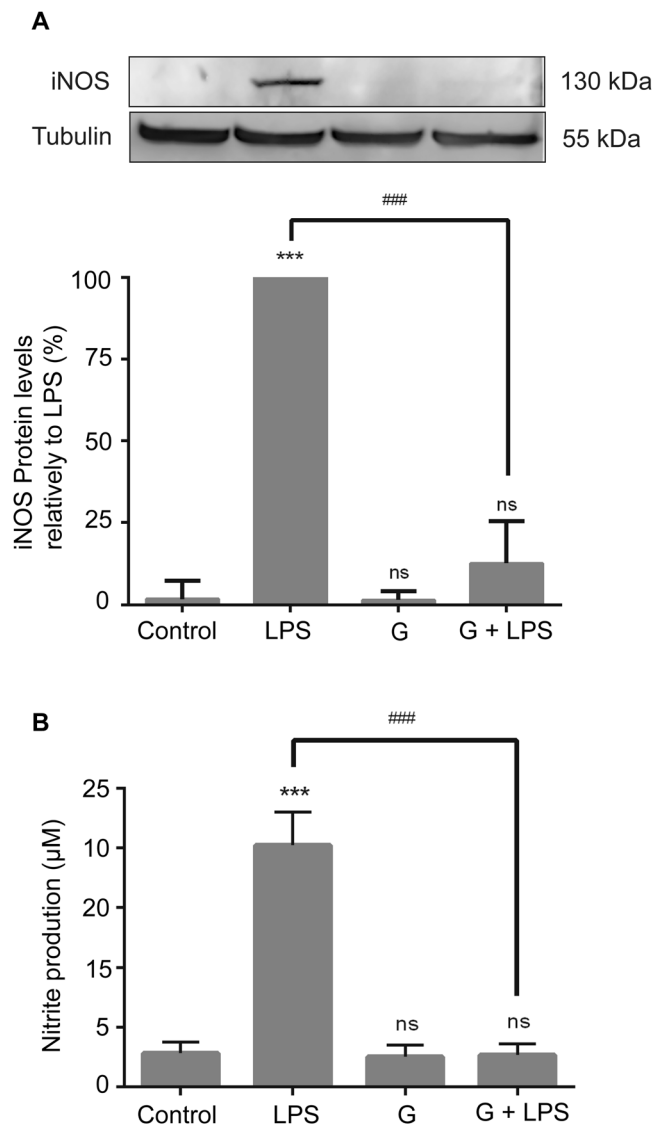 A
iNOS
130 kDa
Tubulin
55 kDa
###
***
100
75
50
25
0
iNOS Protein levels
relatively to LPS (%)
ns
ns
Control LPS G G + LPS
B
###
***
25
10
20
15
5
0
Nitrite prodution (µM)
ns
ns
Control LPS G G + LPS